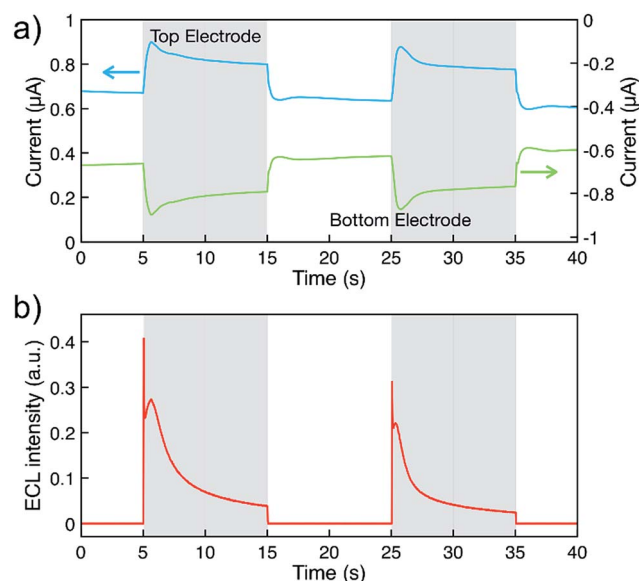 a)
1
0.8
0.6
0.4
0.2
0
Current (μA)
Top Electrode
Bottom Electrode
0
-0.2
-0.4
-0.6
-0.8
-1
Current (μA)
0 5 10 15 20 25 30 35 40
Time (s)
b)
0.4
0.3
0.2
0.1
0
ECL intensity (a.u.)
0 5 10 15 20 25 30 35 40
Time (s)